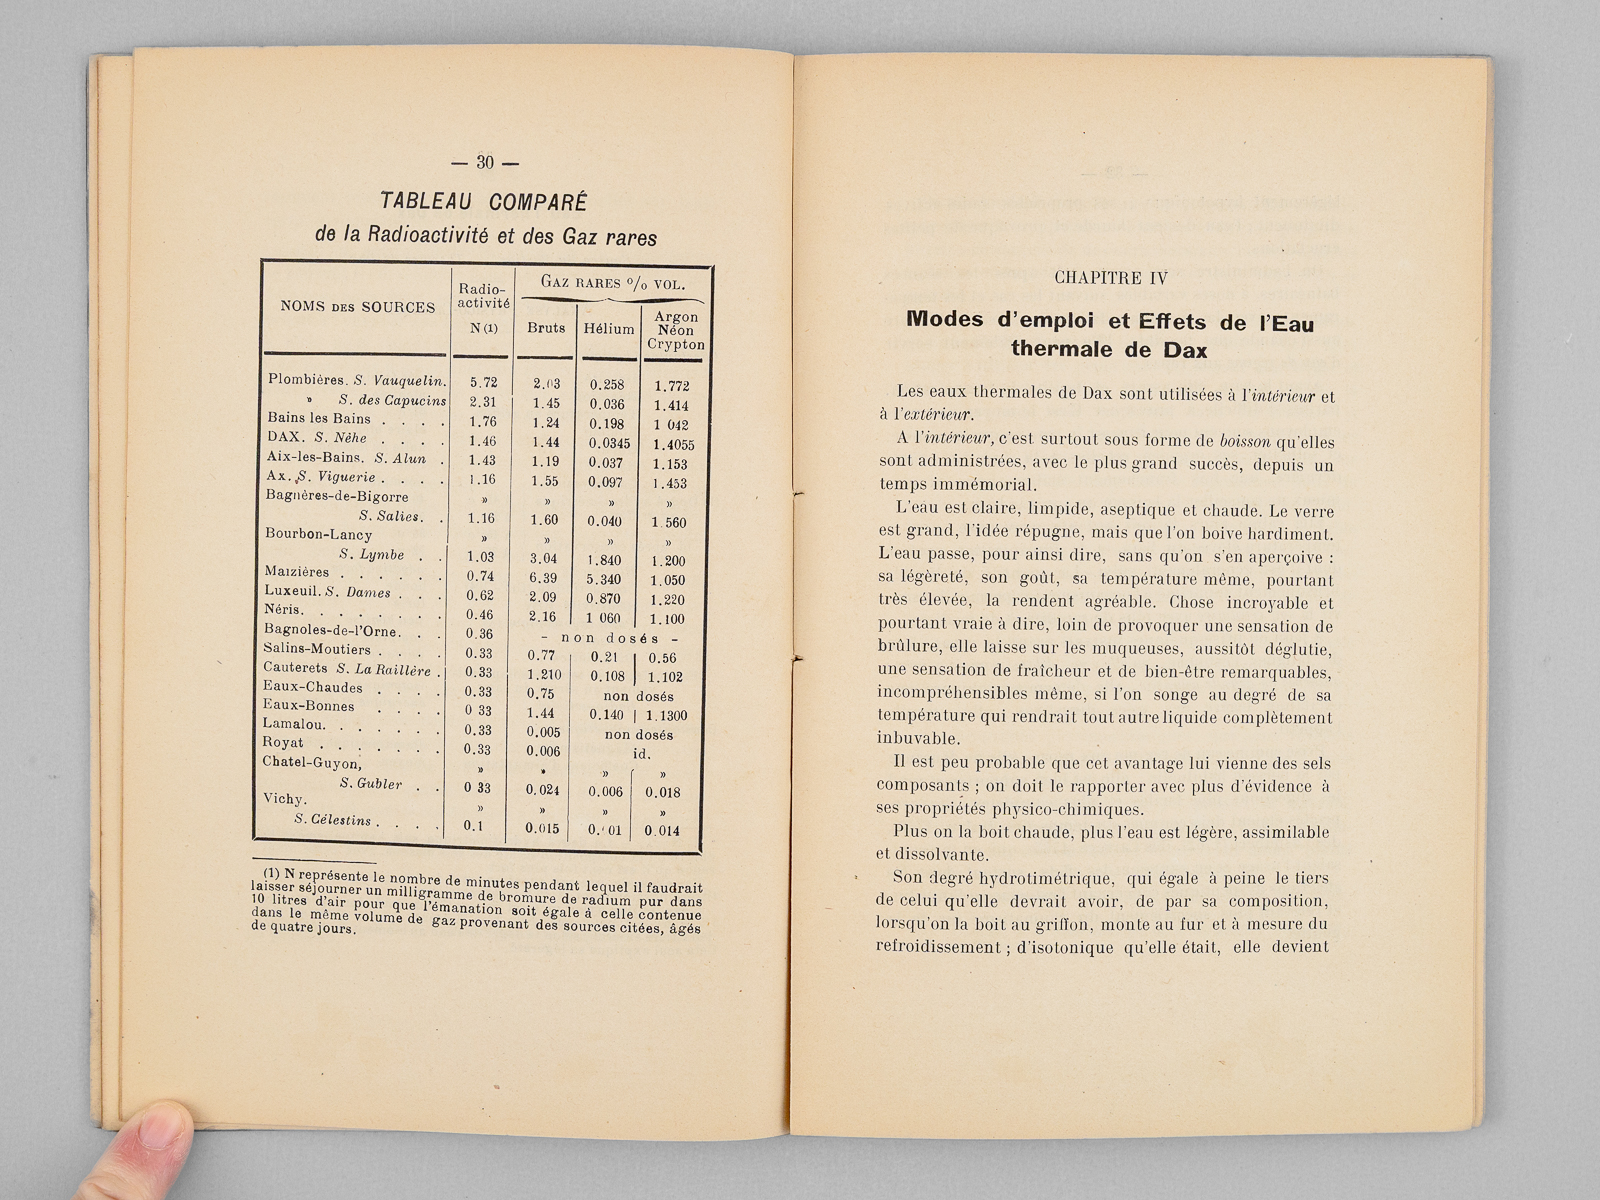 — 30 —
TABLEAU COMPARÉ
de la Radioactivité et des Gaz rares
NOMS DES SOURCES
Radio-
activité
N (1)
GAZ RARES % VOL.
Bruts
Hélium
Argon
Néon
Crypton
Plombières. S. Vauquelin. 5.72 2.03 0.258 1.772
» S. des Capucins 2.31 1.45 0.036 1.414
Bains les Bains . . . . 1.76 1.24 0.198 1 042
DAX. S. Nèhe . . . . 1.46 1.44 0.0345 1.4055
Aix-les-Bains. S. Alun . 1.43 1.19 0.037 1.153
Ax. S. Viguerie . . . . 1.16 1.55 0,097 1.453
Bagnères-de-Bigorre » » » »
S. Salies. . 1.16 1.60 0.040 1 560
Bourbon-Lancy » » » »
S. Lymbe . . 1.03 3.04 1.840 1.200
Maizières . . . . . . 0.74 6.39 5.340 1.050
Luxeuil. S. Dames . . . 0.62 2.09 0.870 1.220
Néris. . . . . . . . 0.46 2.16 1 060 1.100
Bagnoles-de-l'Orne. . . 0.36 – non dosés –
Salins-Moutiers . . . . 0.33 0.77 0.21 0.56
Cauterets S. La Raillère . 0.33 1.210 0.108 1.102
Eaux-Chaudes . . . . 0.33 0.75 non dosés
Eaux-Bonnes . . . . 0 33 1.44 0.140 1.1300
Lamalou. . . . . . . 0.33 0.005 non dosés
Royat . . . . . . . 0.33 0.006 id.
Chatel-Guyon, » » » »
S. Gubler . . 0 33 0.024 0.006 0.018
Vichy. » » » »
S. Célestins . . . . 0.1 0.015 0. 01 0.014
(1) N représente le nombre de minutes pendant lequel il faudrait
laisser séjourner un milligramme de bromure de radium pur dans
10 litres d'air pour que l'émanation soit égale à celle contenue
dans le même volume de gaz provenant des sources citées, âgés
de quatre jours.
CHAPITRE IV
Modes d'emploi et Effets de l'Eau
thermale de Dax
Les eaux thermales de Dax sont utilisées à l'intérieur et
à l'extérieur.
A l'intérieur, c'est surtout sous forme de boisson qu'elles
sont administrées, avec le plus grand succès, depuis un
temps immémorial.
L'eau est claire, limpide, aseptique et chaude. Le verre
est grand, l'idée répugne, mais que l'on boive hardiment.
L'eau passe, pour ainsi dire, sans qu'on s'en aperçoive :
sa légèreté, son goût, sa température même, pourtant
très élevée, la rendent agréable. Chose incroyable et
pourtant vraie à dire, loin de provoquer une sensation de
brûlure, elle laisse sur les muqueuses, aussitôt déglutie,
une sensation de fraîcheur et de bien-être remarquables,
incompréhensibles même, si l'on songe au degré de sa
température qui rendrait tout autre liquide complètement
inbuvable.
Il est peu probable que cet avantage lui vienne des sels
composants ; on doit le rapporter avec plus d'évidence à
ses propriétés physico-chimiques.
Plus on la boit chaude, plus l'eau est légère, assimilable
et dissolvante.
Son degré hydrotimétrique, qui égale à peine le tiers
de celui qu'elle devrait avoir, de par sa composition,
lorsqu'on la boit au griffon, monte au fur et à mesure du
refroidissement ; d'isotonique qu'elle était, elle devient